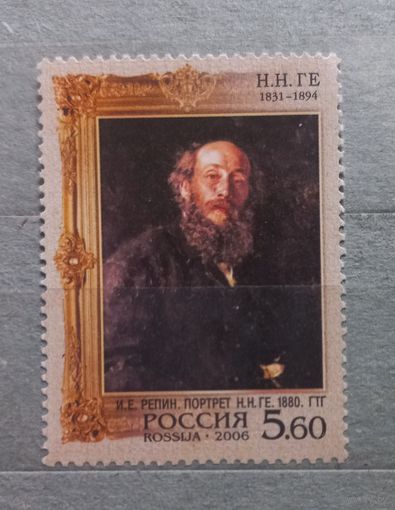 Н.Н. ГЕ
1831–1894
И.Е. РЕПИН. ПОРТРЕТ Н.Н. ГЕ. 1880. ГТГ
РОССИЯ 5.60
ROSSIJA · 2006